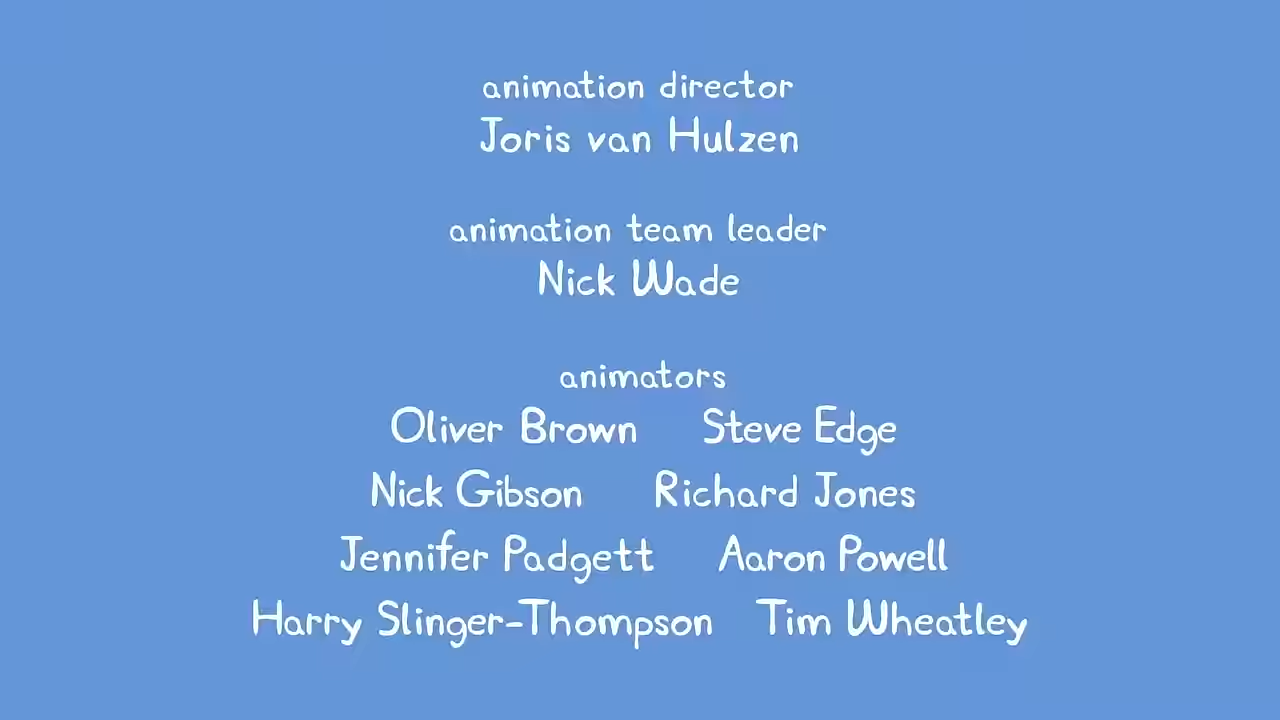 animation director
Joris van Hulzen
animation team leader
Nick Wade
animators
Oliver Brown Steve Edge
Nick Gibson Richard Jones
Jennifer Padgett Aaron Powell
Harry Slinger-Thompson Tim Wheatley